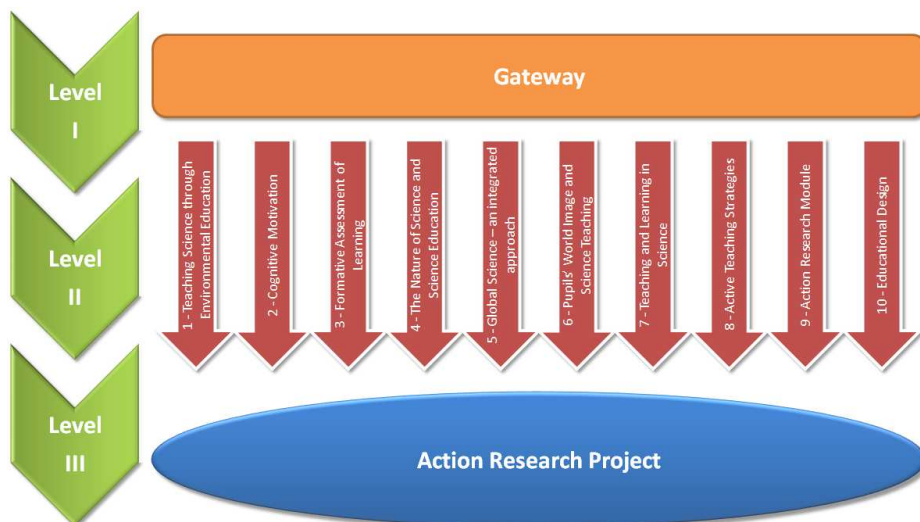 Level
I
Gateway
Level
II
1 - Teaching Science through
Environmental Education
2 - Cognitive Motivation
3 - Formative Assessment of
Learning
4 - The Nature of Science and
Science Education
5 - Global Science – an integrated
approach
6 - Pupils' World Image and
Science Teaching
7 - Teaching and Learning in
Science
8 - Active Teaching Strategies
9 - Action Research Module
10 - Educational Design
Level
III
Action Research Project